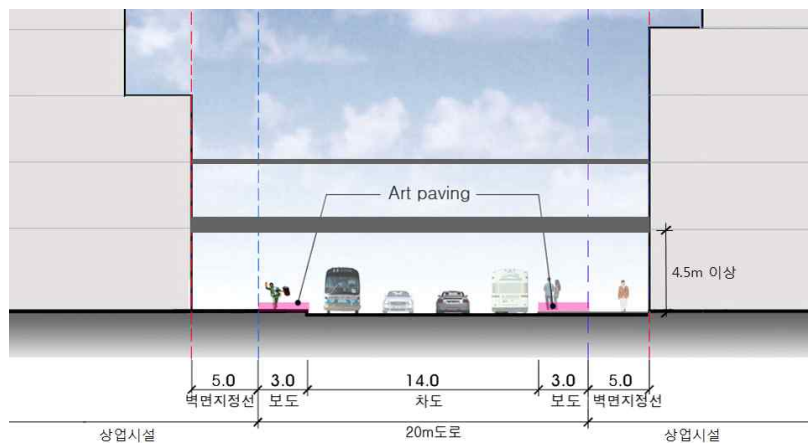 Art paving
4.5m 이상
5.0 3.0 14.0 3.0 5.0
벽면지정선 보도 차도 보도 벽면지정선
상업시설 20m도로 상업시설